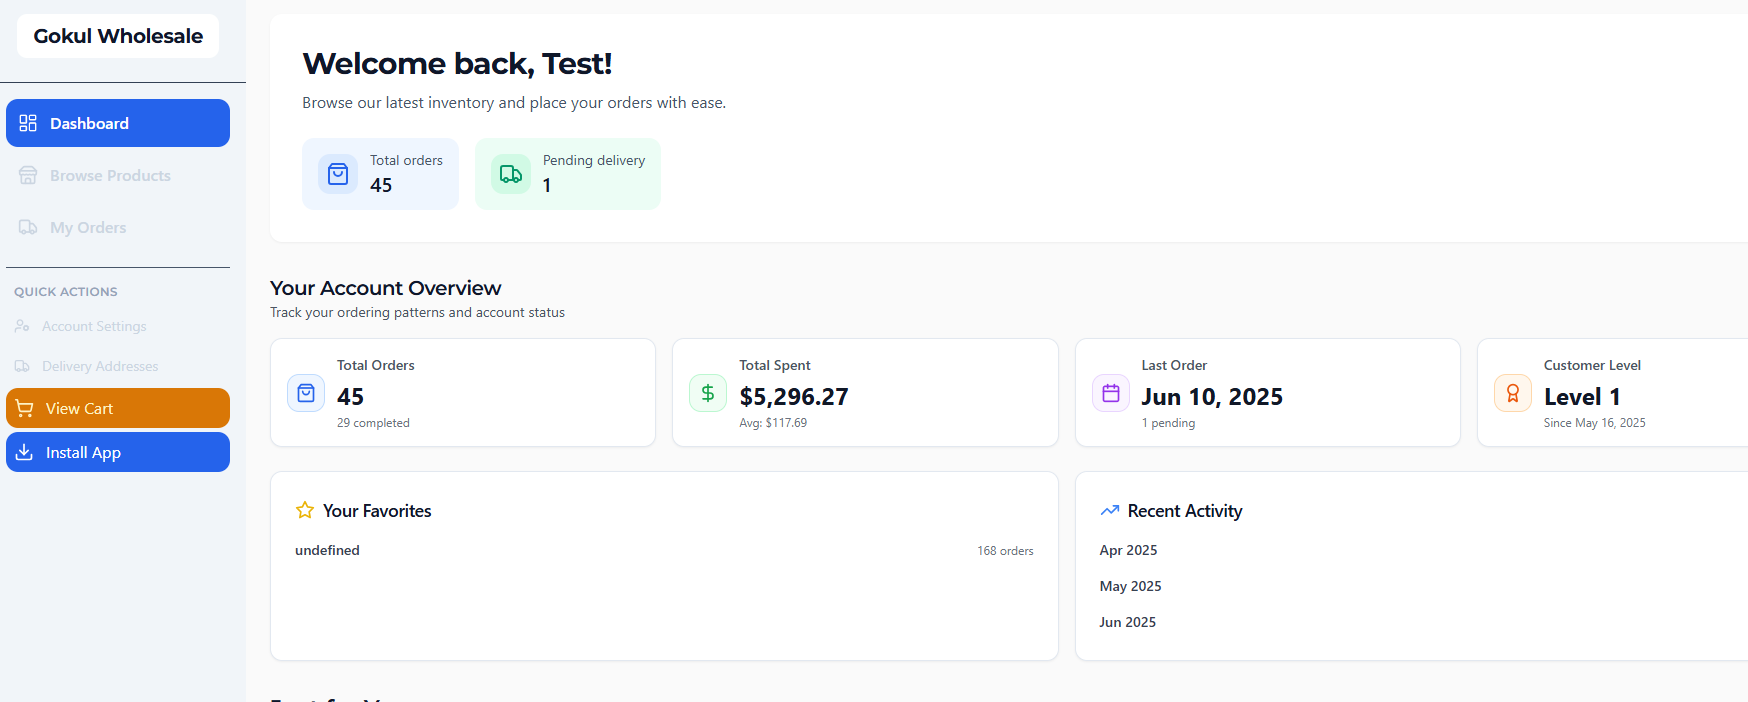 Gokul Wholesale
Dashboard
Browse Products
My Orders
QUICK ACTIONS
Account Settings
Delivery Addresses
View Cart
Install App
Welcome back, Test!
Browse our latest inventory and place your orders with ease.
Total orders
45
Pending delivery
1
Your Account Overview
Track your ordering patterns and account status
Total Orders
45
29 completed
Total Spent
$5,296.27
Avg: $117.69
Last Order
Jun 10, 2025
1 pending
Customer Level
Level 1
Since May 16, 2025
Your Favorites
undefined
168 orders
Recent Activity
Apr 2025
May 2025
Jun 2025